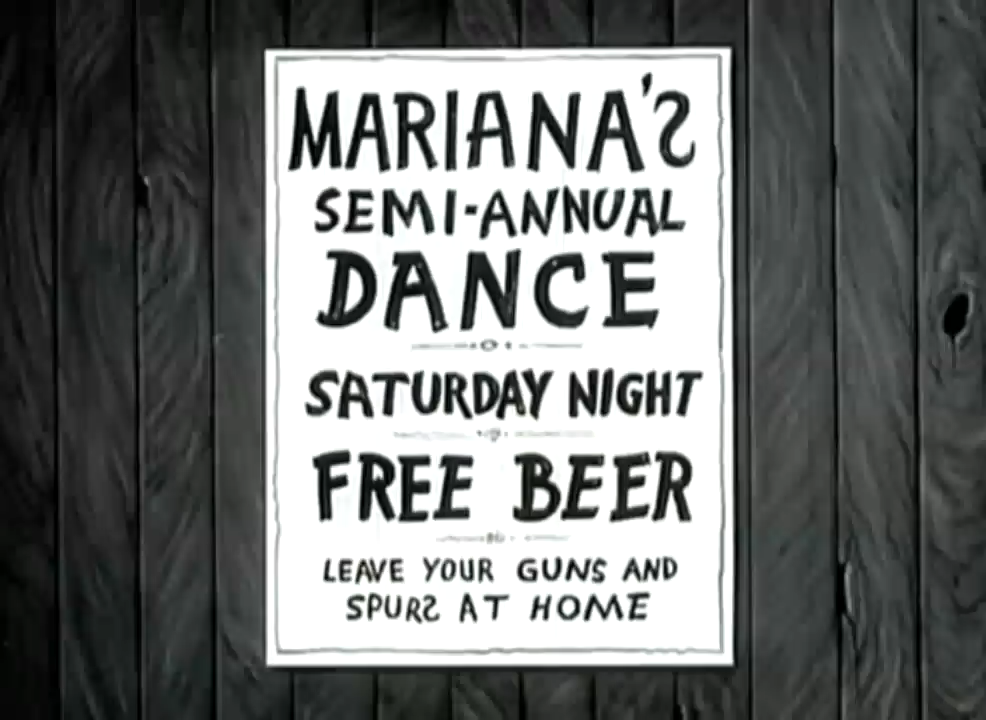 MARIANA'S
SEMI-ANNUAL
DANCE
SATURDAY NIGHT
FREE BEER
LEAVE YOUR GUNS AND
SPURS AT HOME